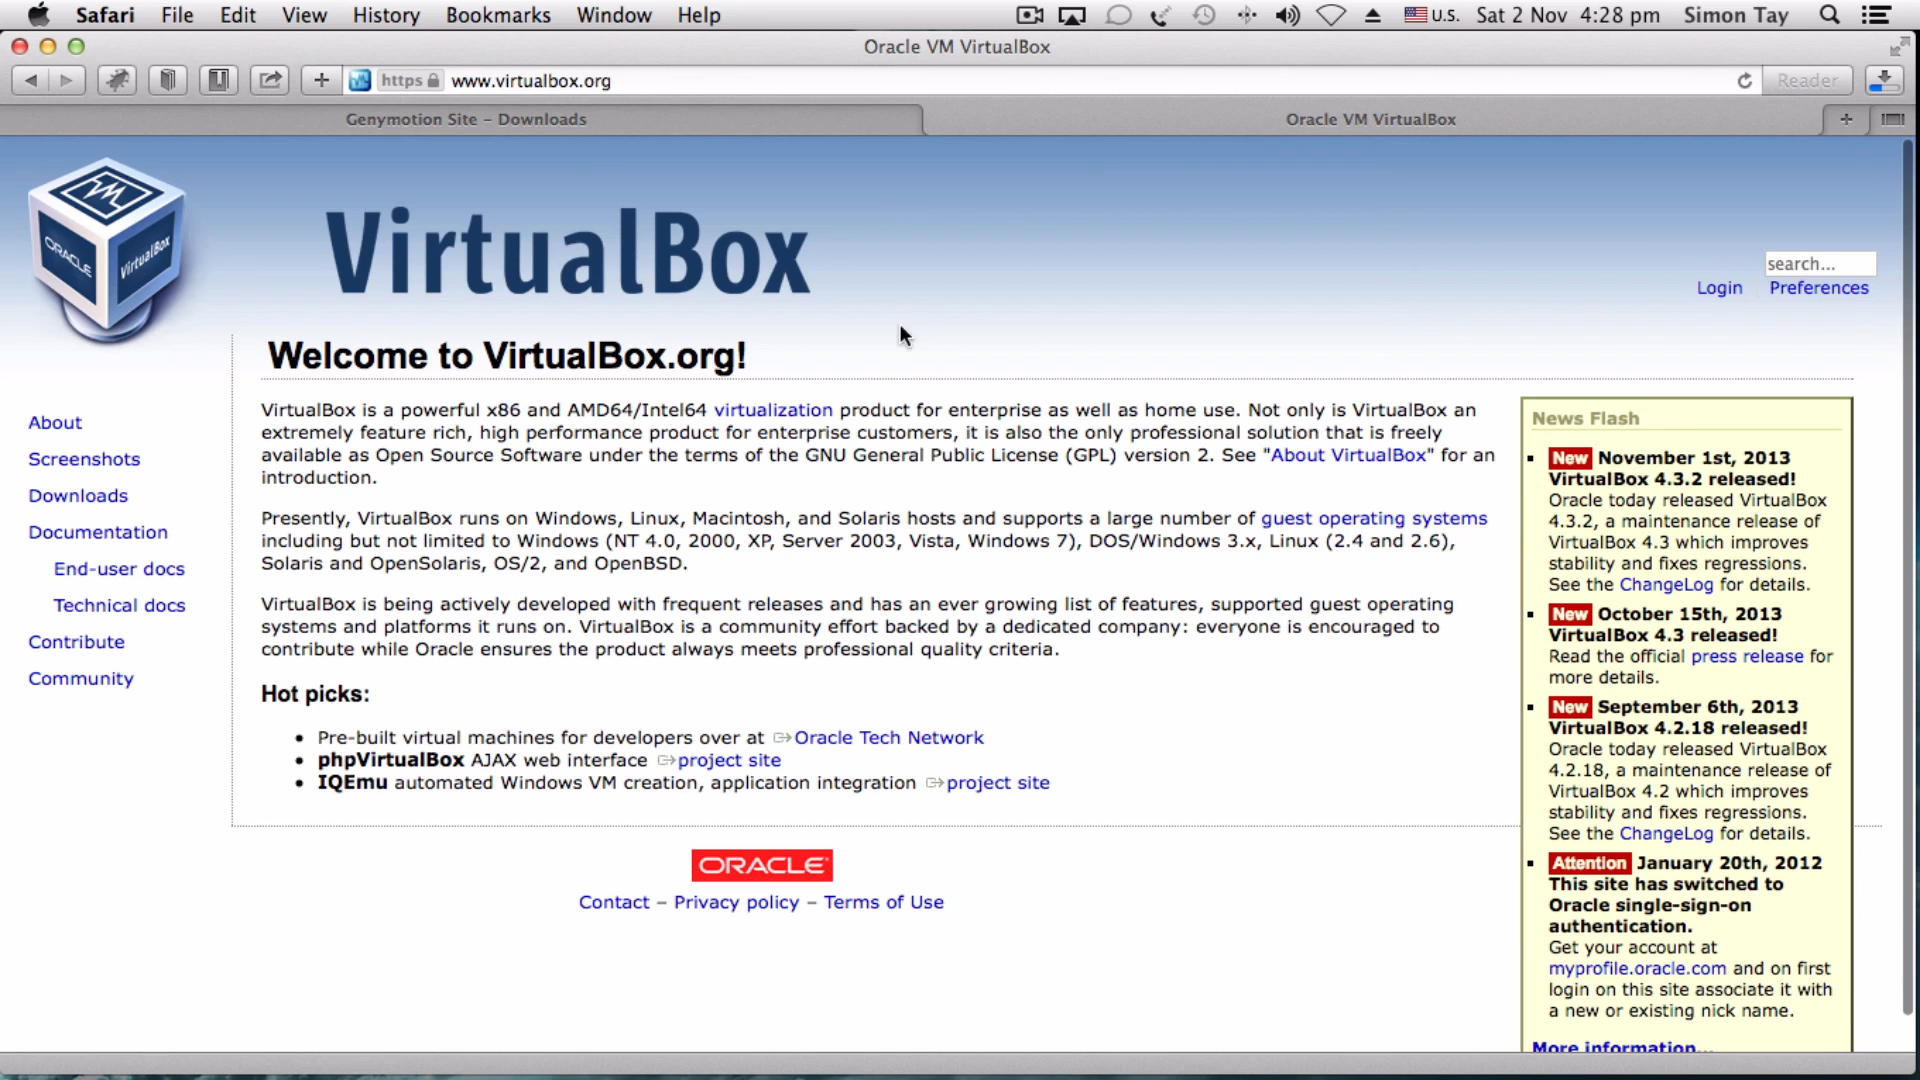 Safari File Edit View History Bookmarks Window Help U.S. Sat 2 Nov 4:28 pm Simon Tay
Oracle VM VirtualBox
https www.virtualbox.org Reader
Genymotion Site – Downloads Oracle VM VirtualBox
ORACLE VirtualBox
VirtualBox
search...
Login Preferences
Welcome to VirtualBox.org!
About
Screenshots
Downloads
Documentation
End-user docs
Technical docs
Contribute
Community
VirtualBox is a powerful x86 and AMD64/Intel64 virtualization product for enterprise as well as home use. Not only is VirtualBox an
extremely feature rich, high performance product for enterprise customers, it is also the only professional solution that is freely
available as Open Source Software under the terms of the GNU General Public License (GPL) version 2. See "About VirtualBox" for an
introduction.
Presently, VirtualBox runs on Windows, Linux, Macintosh, and Solaris hosts and supports a large number of guest operating systems
including but not limited to Windows (NT 4.0, 2000, XP, Server 2003, Vista, Windows 7), DOS/Windows 3.x, Linux (2.4 and 2.6),
Solaris and OpenSolaris, OS/2, and OpenBSD.
VirtualBox is being actively developed with frequent releases and has an ever growing list of features, supported guest operating
systems and platforms it runs on. VirtualBox is a community effort backed by a dedicated company: everyone is encouraged to
contribute while Oracle ensures the product always meets professional quality criteria.
Hot picks:
• Pre-built virtual machines for developers over at Oracle Tech Network
• phpVirtualBox AJAX web interface project site
• IQEmu automated Windows VM creation, application integration project site
ORACLE
Contact – Privacy policy – Terms of Use
News Flash
New November 1st, 2013
VirtualBox 4.3.2 released!
Oracle today released VirtualBox
4.3.2, a maintenance release of
VirtualBox 4.3 which improves
stability and fixes regressions.
See the ChangeLog for details.
New October 15th, 2013
VirtualBox 4.3 released!
Read the official press release for
more details.
New September 6th, 2013
VirtualBox 4.2.18 released!
Oracle today released VirtualBox
4.2.18, a maintenance release of
VirtualBox 4.2 which improves
stability and fixes regressions.
See the ChangeLog for details.
Attention January 20th, 2012
This site has switched to
Oracle single-sign-on
authentication.
Get your account at
myprofile.oracle.com and on first
login on this site associate it with
a new or existing nick name.
More information...